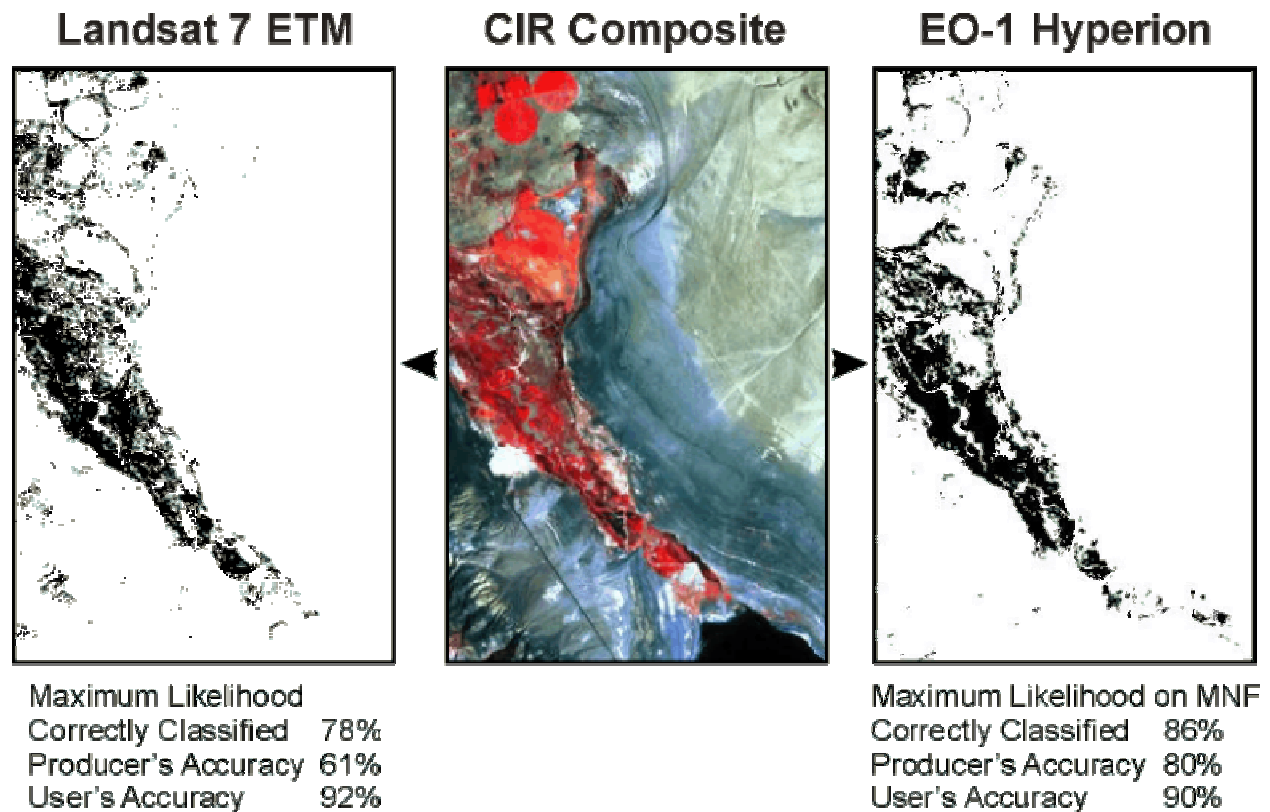 Landsat 7 ETM
CIR Composite
EO-1 Hyperion
Maximum Likelihood
Correctly Classified 78%
Producer's Accuracy 61%
User's Accuracy 92%
Maximum Likelihood on MNF
Correctly Classified 86%
Producer's Accuracy 80%
User's Accuracy 90%